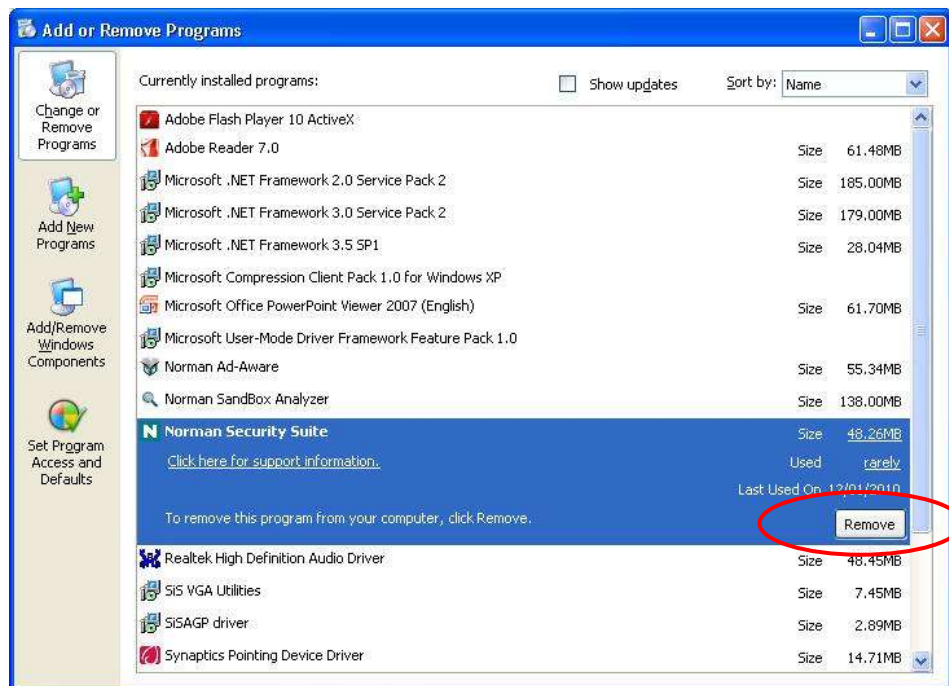 Add or Remove Programs
Change or
Remove
Programs
Add New
Programs
Add/Remove
Windows
Components
Set Program
Access and
Defaults
Currently installed programs:
Show updates
Sort by: Name
Adobe Flash Player 10 ActiveX
Adobe Reader 7.0 Size 61.48MB
Microsoft .NET Framework 2.0 Service Pack 2 Size 185.00MB
Microsoft .NET Framework 3.0 Service Pack 2 Size 179.00MB
Microsoft .NET Framework 3.5 SP1 Size 28.04MB
Microsoft Compression Client Pack 1.0 for Windows XP
Microsoft Office PowerPoint Viewer 2007 (English) Size 61.70MB
Microsoft User-Mode Driver Framework Feature Pack 1.0
Norman Ad-Aware Size 55.34MB
Norman SandBox Analyzer Size 138.00MB
N Norman Security Suite Size 48.26MB
Click here for support information. Used rarely
Last Used On 12/01/2010
To remove this program from your computer, click Remove. Remove
Realtek High Definition Audio Driver Size 48.45MB
SiS VGA Utilities Size 7.45MB
SiSAGP driver Size 2.89MB
Synaptics Pointing Device Driver Size 14.71MB